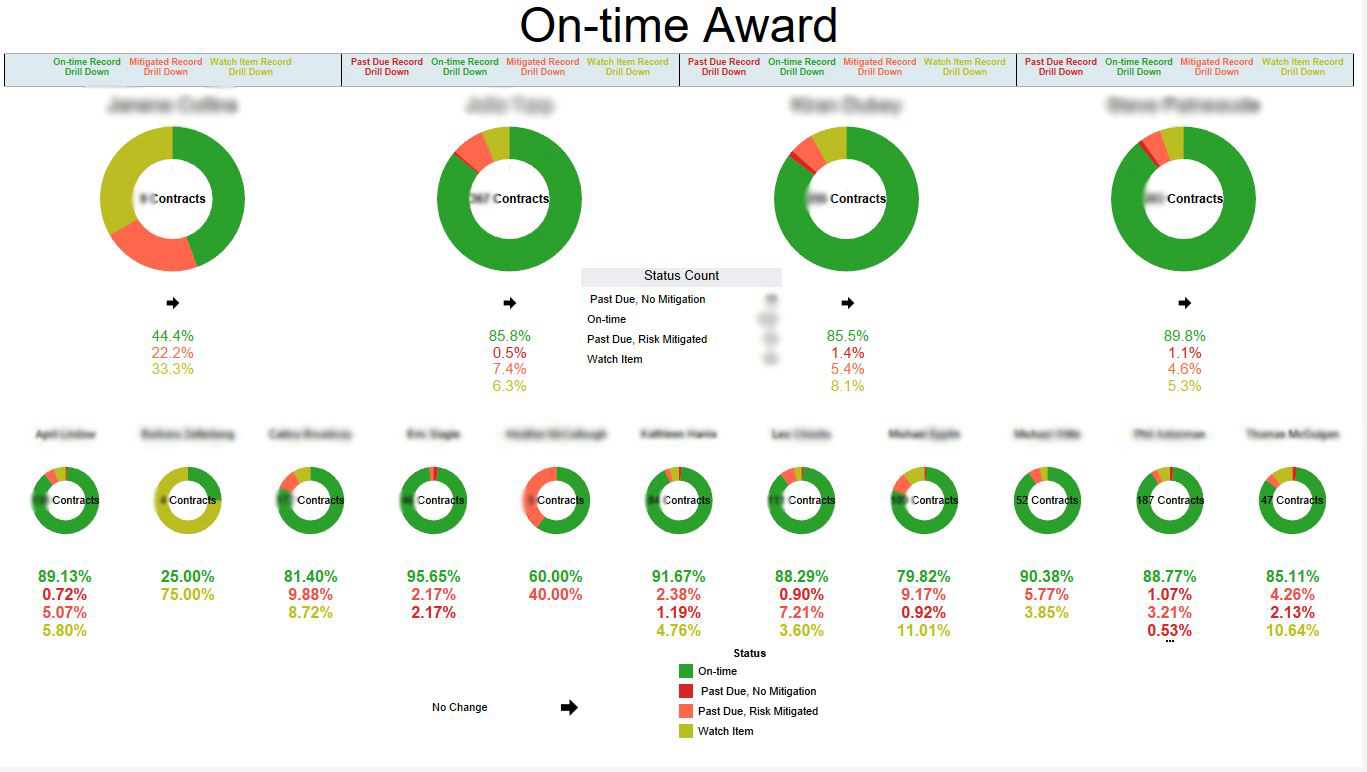 On-time Award
On-time Record Mitigated Record Watch Item Record Past Due Record On-time Record Mitigated Record Watch Item Record Past Due Record On-time Record Mitigated Record Watch Item Record Past Due Record On-time Record Mitigated Record Watch Item Record
Drill Down Drill Down Drill Down Drill Down Drill Down Drill Down Drill Down Drill Down Drill Down Drill Down Drill Down Drill Down Drill Down Drill Down Drill Down
Contracts Contracts Contracts Contracts
Status Count
Past Due, No Mitigation
On-time
Past Due, Risk Mitigated
Watch Item
44.4% 85.8% 85.5% 89.8%
22.2% 0.5% 1.4% 1.1%
33.3% 7.4% 5.4% 4.6%
6.3% 8.1% 5.3%
Contracts Contracts Contracts Contracts Contracts Contracts Contracts Contracts 52 Contracts 187 Contracts 47 Contracts
89.13% 25.00% 81.40% 95.65% 60.00% 91.67% 88.29% 79.82% 90.38% 88.77% 85.11%
0.72% 75.00% 9.88% 2.17% 40.00% 2.38% 0.90% 9.17% 5.77% 1.07% 4.26%
5.07% 8.72% 2.17% 1.19% 7.21% 0.92% 3.85% 3.21% 2.13%
5.80% 4.76% 3.60% 11.01% 0.53% 10.64%
...
Status
On-time
Past Due, No Mitigation
Past Due, Risk Mitigated
Watch Item
No Change